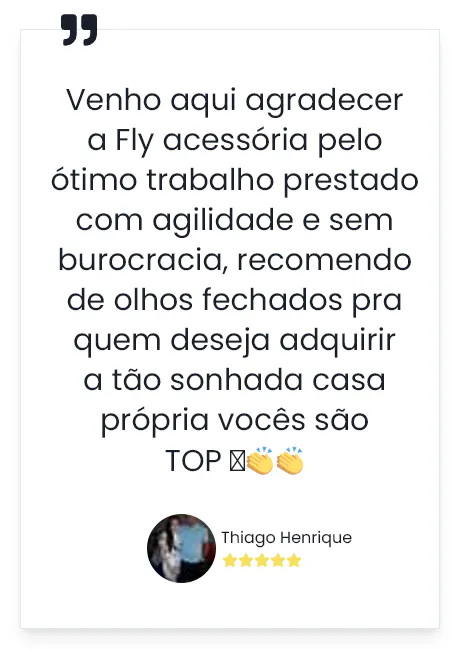 Venho aqui agradecer
a Fly acessória pelo
ótimo trabalho prestado
com agilidade e sem
burocracia, recomendo
de olhos fechados pra
quem deseja adquirir
a tão sonhada casa
própria vocês são
TOP 👏👏
Thiago Henrique